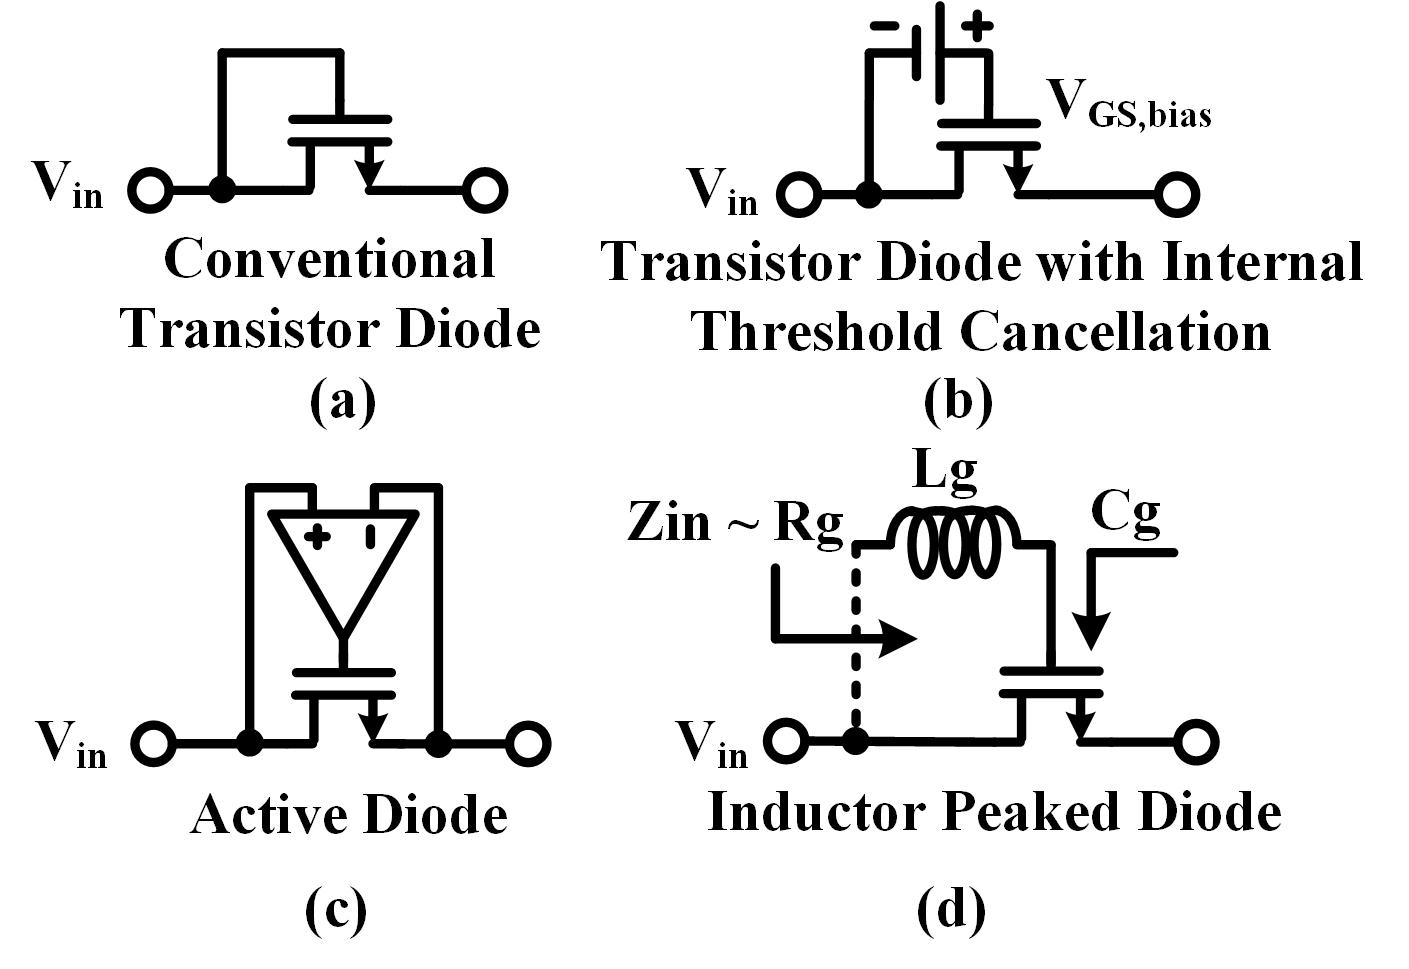 Vin
Conventional
Transistor Diode
(a)
- +
VGS,bias
Vin
Transistor Diode with Internal
Threshold Cancellation
(b)
+ -
Vin
Active Diode
(c)
Lg
Zin ~ Rg
Cg
Vin
Inductor Peaked Diode
(d)